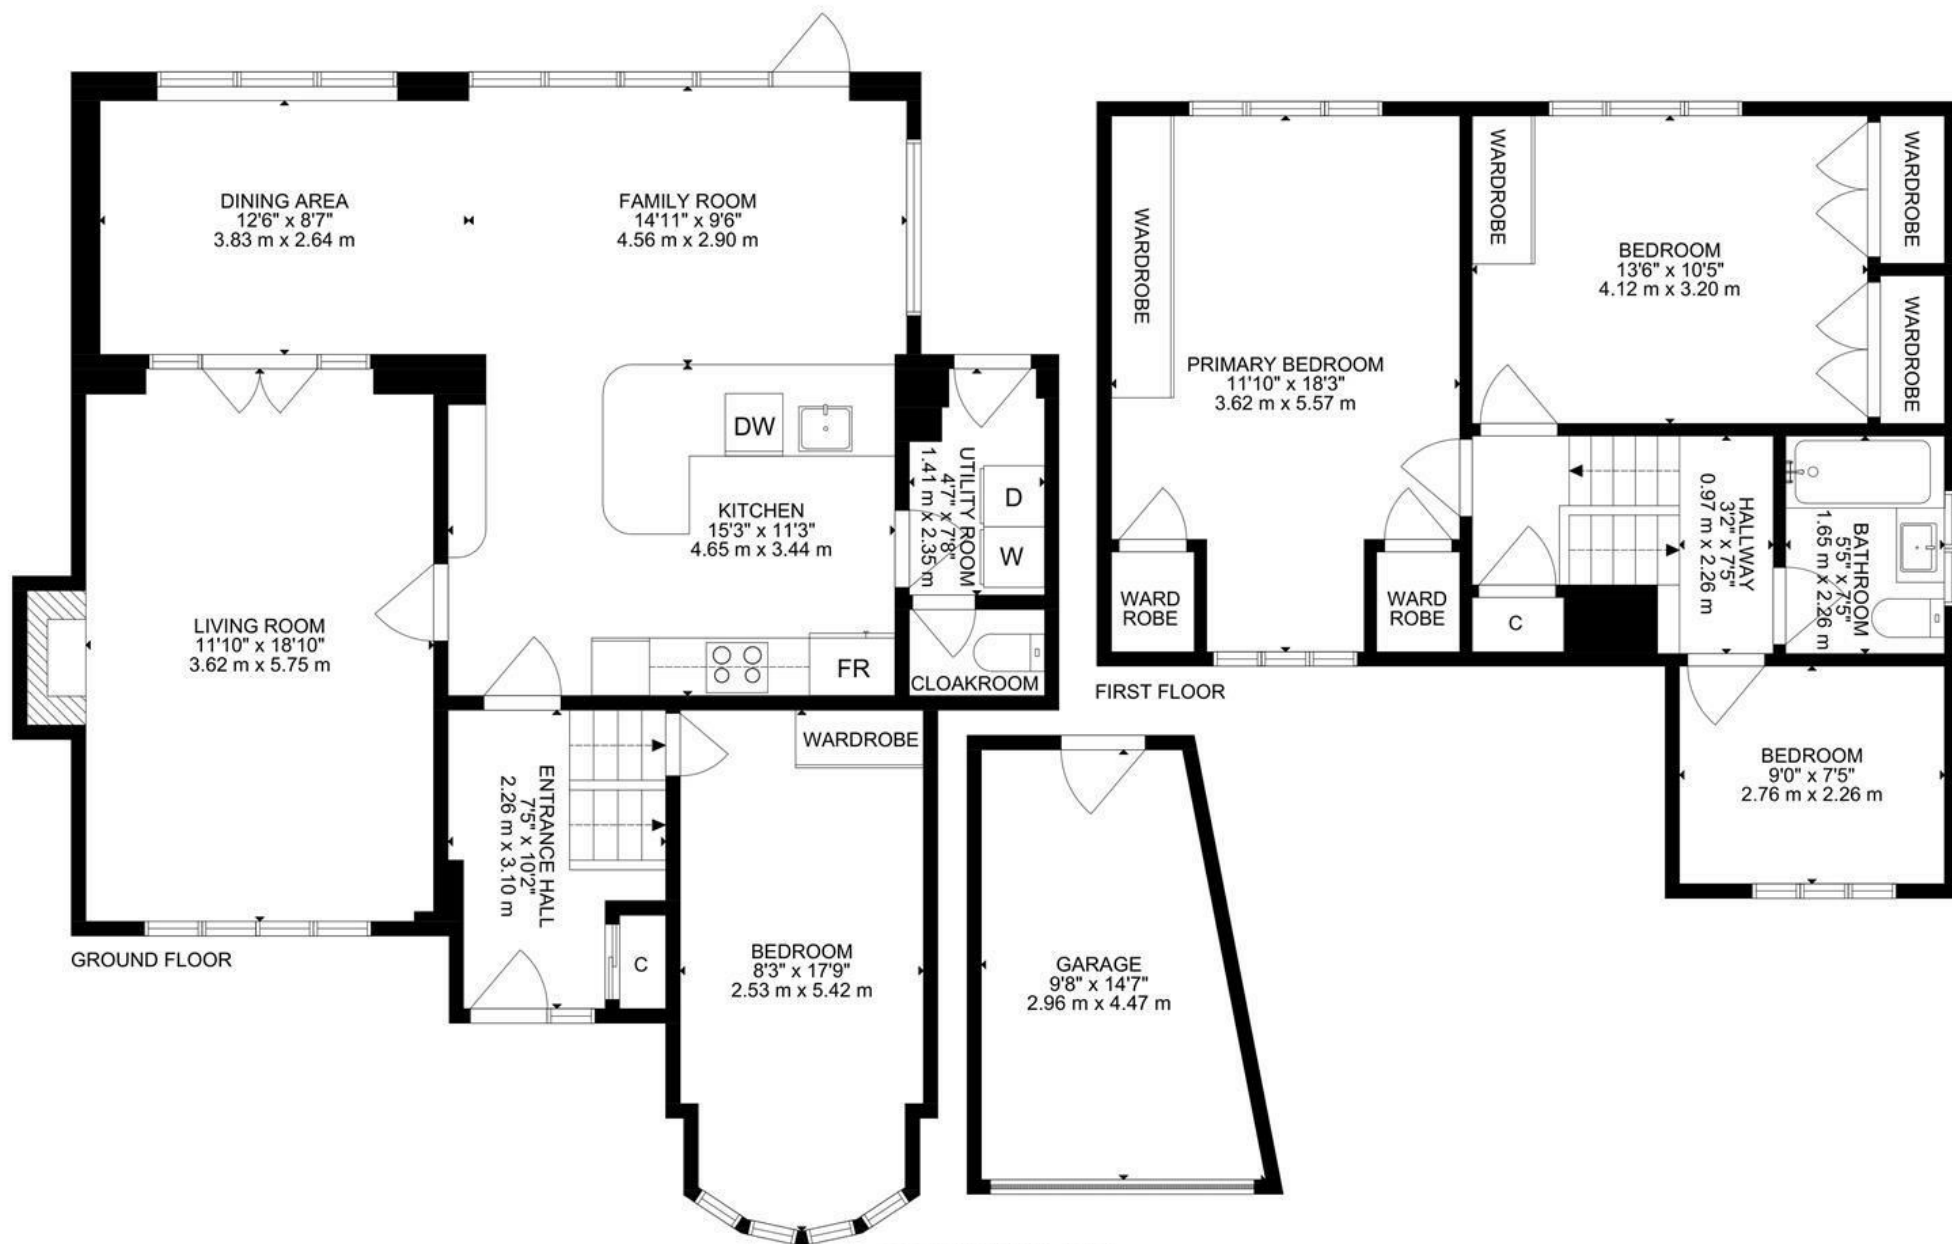 DINING AREA
12'6" x 8'7"
3.83 m x 2.64 m
FAMILY ROOM
14'11" x 9'6"
4.56 m x 2.90 m
DW
KITCHEN
15'3" x 11'3"
4.65 m x 3.44 m
FR
UTILITY ROOM
4'7" x 7'8"
1.41 m x 2.35 m
D
W
CLOAKROOM
LIVING ROOM
11'10" x 18'10"
3.62 m x 5.75 m
ENTRANCE HALL
7'5" x 10'2"
2.26 m x 3.10 m
C
WARDROBE
BEDROOM
8'3" x 17'9"
2.53 m x 5.42 m
GROUND FLOOR
GARAGE
9'8" x 14'7"
2.96 m x 4.47 m
WARDROBE
PRIMARY BEDROOM
11'10" x 18'3"
3.62 m x 5.57 m
WARD
ROBE
WARD
ROBE
WARDROBE
BEDROOM
13'6" x 10'5"
4.12 m x 3.20 m
WARDROBE
WARDROBE
HALLWAY
3'2" x 7'5"
0.97 m x 2.26 m
C
BATHROOM
5'5" x 7'5"
1.65 m x 2.26 m
BEDROOM
9'0" x 7'5"
2.76 m x 2.26 m
FIRST FLOOR